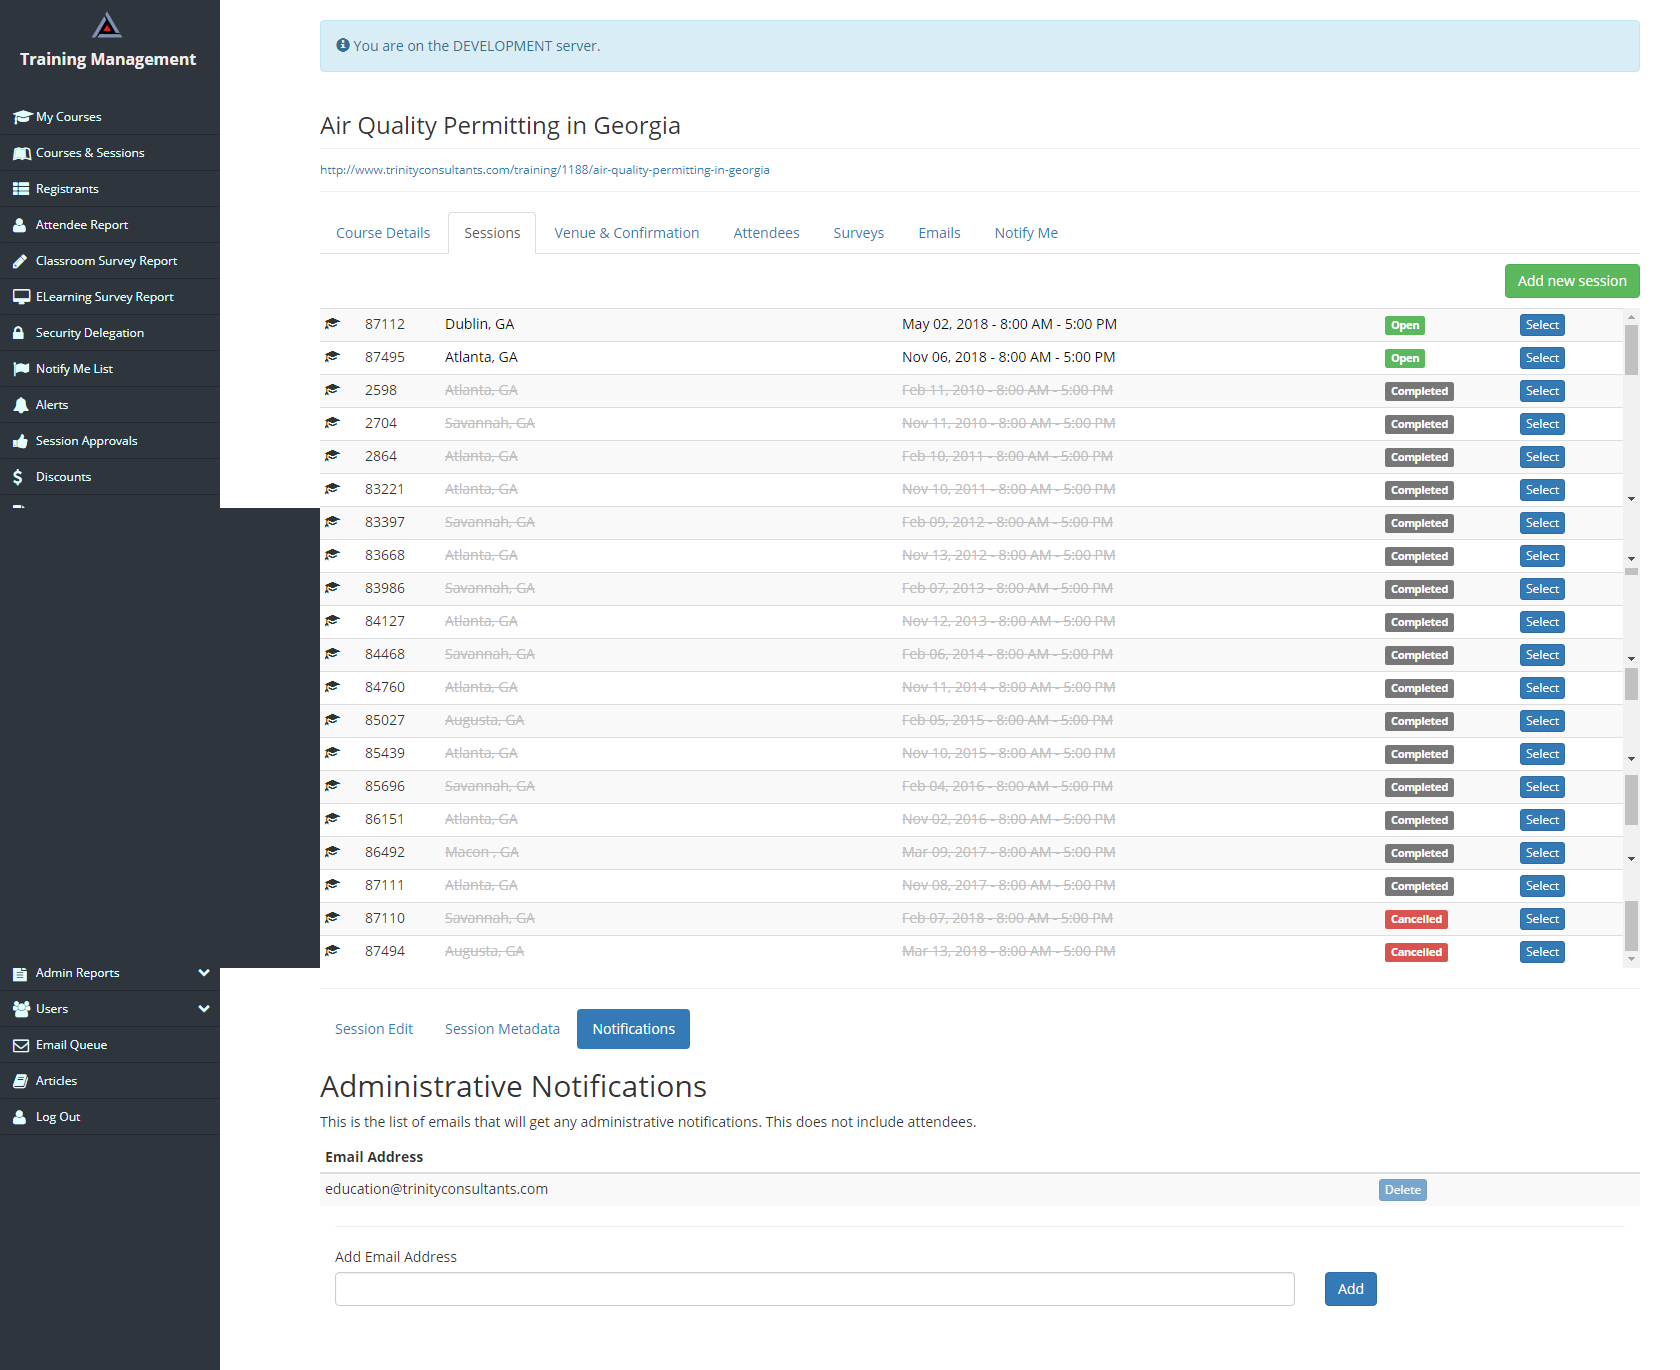 Training Management
My Courses
Courses & Sessions
Registrants
Attendee Report
Classroom Survey Report
ELearning Survey Report
Security Delegation
Notify Me List
Alerts
Session Approvals
Discounts
Admin Reports
Users
Email Queue
Articles
Log Out
You are on the DEVELOPMENT server.
Air Quality Permitting in Georgia
http://www.trinityconsultants.com/training/1188/air-quality-permitting-in-georgia
Course Details Sessions Venue & Confirmation Attendees Surveys Emails Notify Me
Add new session
87112 Dublin, GA May 02, 2018 - 8:00 AM - 5:00 PM Open Select
87495 Atlanta, GA Nov 06, 2018 - 8:00 AM - 5:00 PM Open Select
2598 Atlanta, GA Feb 11, 2010 - 8:00 AM - 5:00 PM Completed Select
2704 Savannah, GA Nov 11, 2010 - 8:00 AM - 5:00 PM Completed Select
2864 Atlanta, GA Feb 10, 2011 - 8:00 AM - 5:00 PM Completed Select
83221 Atlanta, GA Nov 10, 2011 - 8:00 AM - 5:00 PM Completed Select
83397 Savannah, GA Feb 09, 2012 - 8:00 AM - 5:00 PM Completed Select
83668 Atlanta, GA Nov 13, 2012 - 8:00 AM - 5:00 PM Completed Select
83986 Savannah, GA Feb 07, 2013 - 8:00 AM - 5:00 PM Completed Select
84127 Atlanta, GA Nov 12, 2013 - 8:00 AM - 5:00 PM Completed Select
84468 Savannah, GA Feb 06, 2014 - 8:00 AM - 5:00 PM Completed Select
84760 Atlanta, GA Nov 11, 2014 - 8:00 AM - 5:00 PM Completed Select
85027 Augusta, GA Feb 05, 2015 - 8:00 AM - 5:00 PM Completed Select
85439 Atlanta, GA Nov 10, 2015 - 8:00 AM - 5:00 PM Completed Select
85696 Savannah, GA Feb 04, 2016 - 8:00 AM - 5:00 PM Completed Select
86151 Atlanta, GA Nov 02, 2016 - 8:00 AM - 5:00 PM Completed Select
86492 Macon , GA Mar 09, 2017 - 8:00 AM - 5:00 PM Completed Select
87111 Atlanta, GA Nov 08, 2017 - 8:00 AM - 5:00 PM Completed Select
87110 Savannah, GA Feb 07, 2018 - 8:00 AM - 5:00 PM Cancelled Select
87494 Augusta, GA Mar 13, 2018 - 8:00 AM - 5:00 PM Cancelled Select
Session Edit Session Metadata Notifications
Administrative Notifications
This is the list of emails that will get any administrative notifications. This does not include attendees.
Email Address
education@trinityconsultants.com Delete
Add Email Address
Add